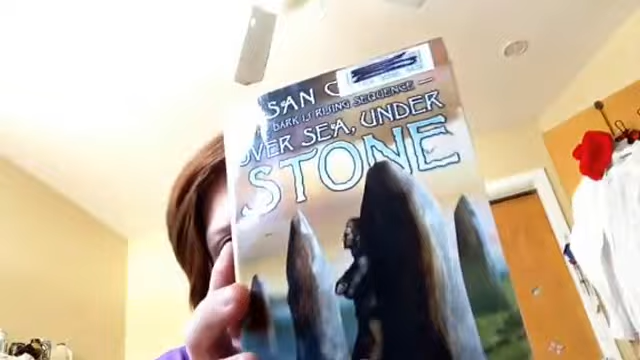 SAN C
DARK IS RISING SEQUENCE —
OVER SEA, UNDER
STONE